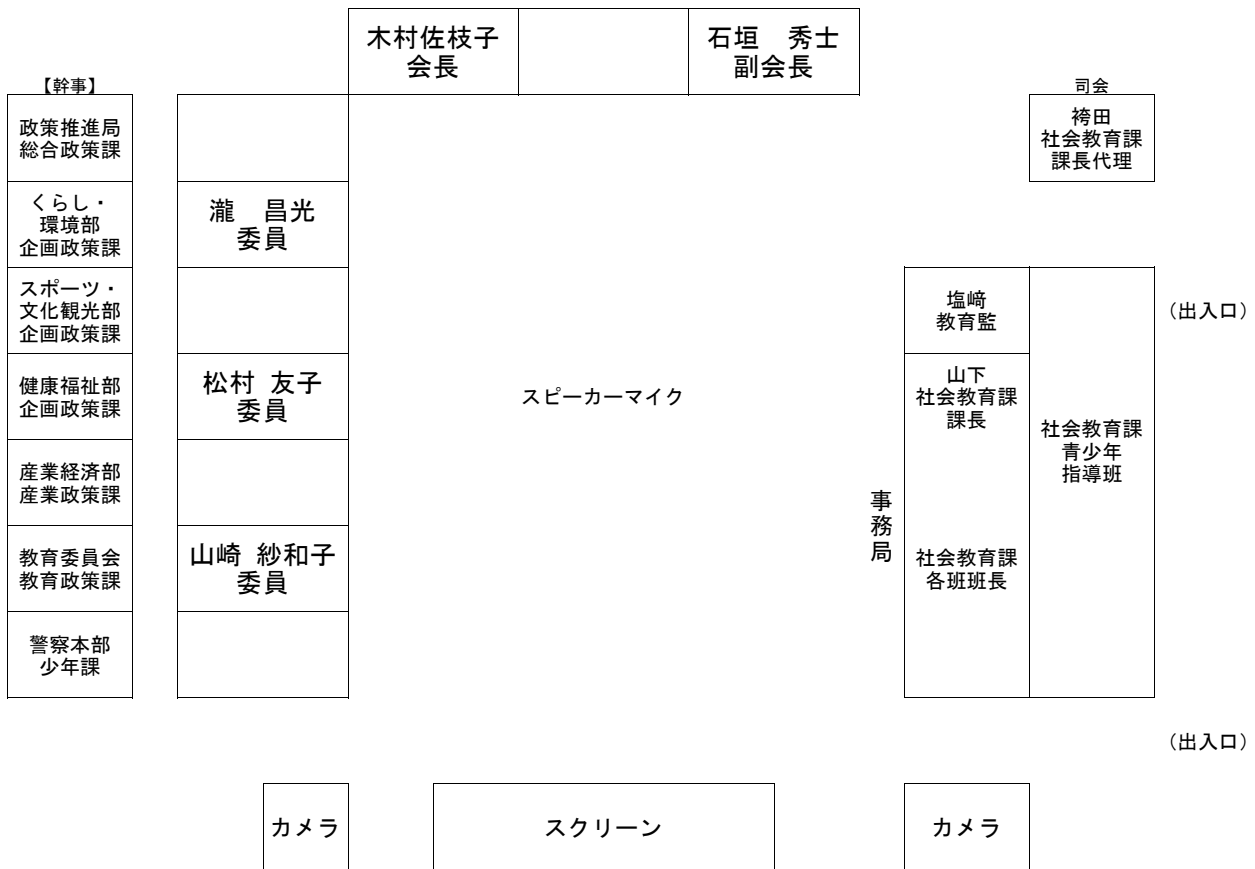 木村佐枝子
会長
石垣　秀士
副会長
【幹事】
司会
政策推進局
総合政策課
袴田
社会教育課
課長代理
くらし・
環境部
企画政策課
瀧　昌光
委員
スポーツ・
文化観光部
企画政策課
塩﨑
教育監
（出入口）
健康福祉部
企画政策課
松村 友子
委員
スピーカーマイク
山下
社会教育課
課長
社会教育課
青少年
指導班
産業経済部
産業政策課
事務局
教育委員会
教育政策課
山崎 紗和子
委員
社会教育課
各班班長
警察本部
少年課
（出入口）
カメラ
スクリーン
カメラ